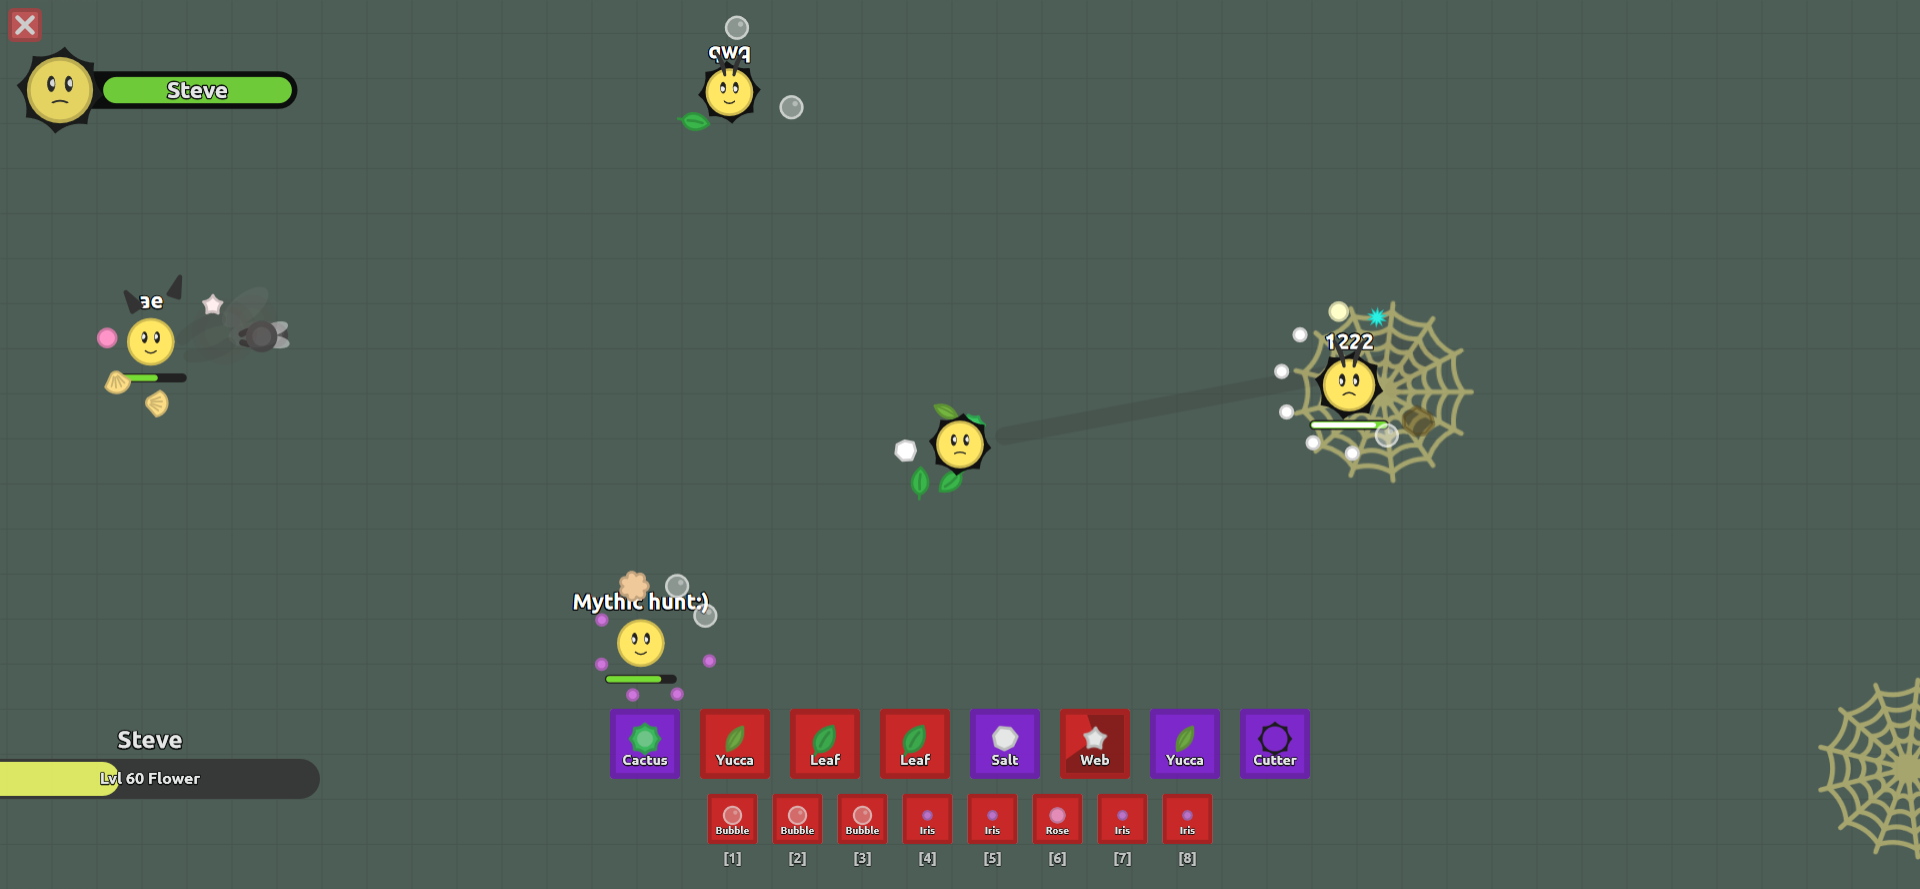 qwq
Steve
ae
1222
Mythic hunt:)
Steve
Lvl 60 Flower
Cactus Yucca Leaf Leaf Salt Web Yucca Cutter
Bubble Bubble Bubble Iris Iris Rose Iris Iris
[1] [2] [3] [4] [5] [6] [7] [8]